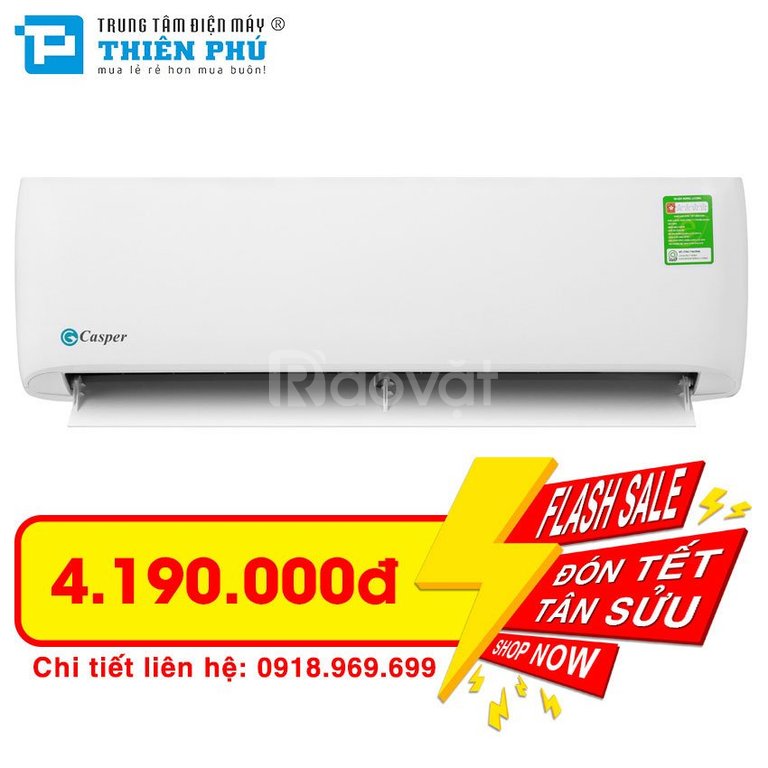 TRUNG TÂM ĐIỆN MÁY ®
THIÊN PHÚ
mua lẻ rẻ hơn mua buôn!
Casper
Raovặt
FLASH SALE
4.190.000đ
ĐÓN TẾT
TÂN SỬU
SHOP NOW
Chi tiết liên hệ: 0918.969.699